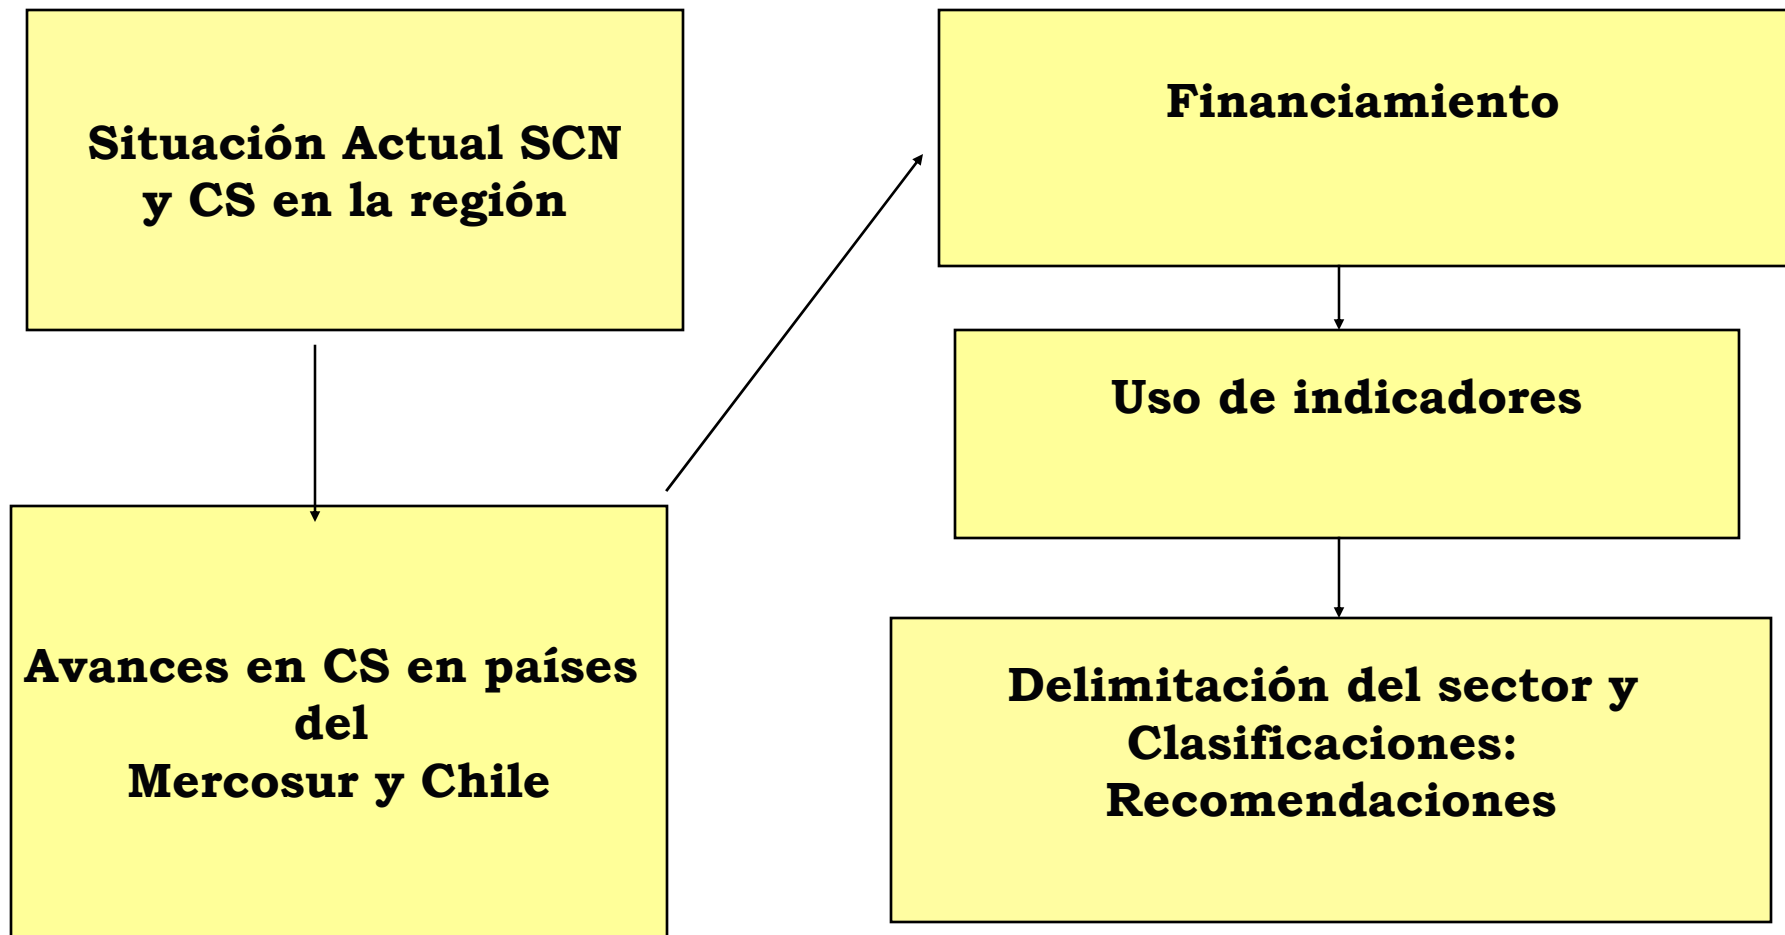 Situación Actual SCN
y CS en la región
Avances en CS en países
del
Mercosur y Chile
Financiamiento
Uso de indicadores
Delimitación del sector y
Clasificaciones:
Recomendaciones